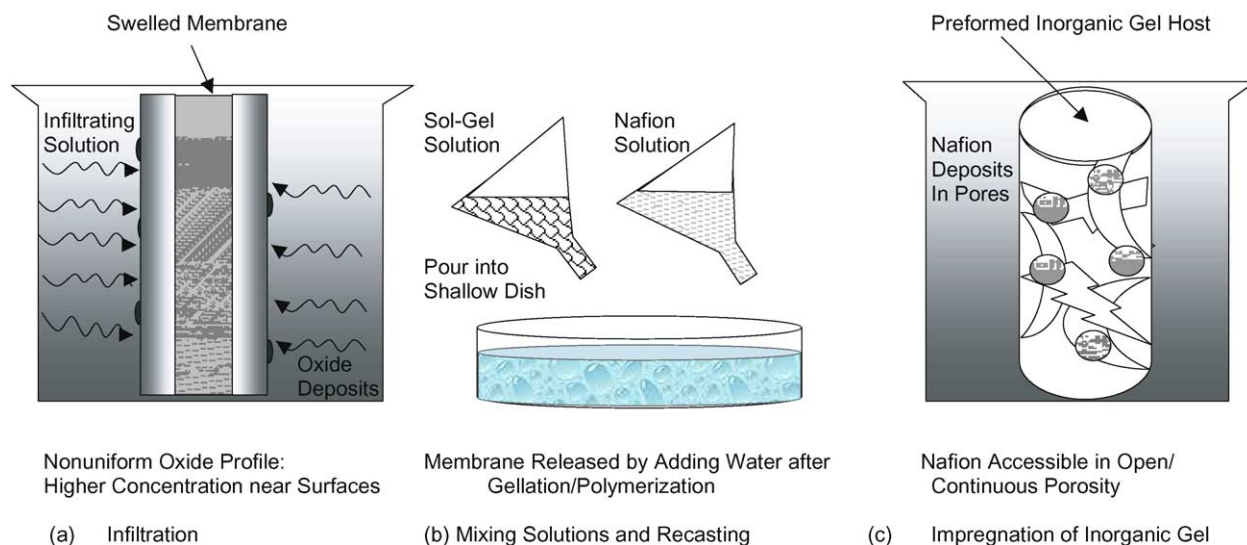 Swelled Membrane
Infiltrating
Solution
Oxide
Deposits
Nonuniform Oxide Profile:
Higher Concentration near Surfaces
(a) Infiltration
Sol-Gel
Solution
Nafion
Solution
Pour into
Shallow Dish
Membrane Released by Adding Water after
Gellation/Polymerization
(b) Mixing Solutions and Recasting
Preformed Inorganic Gel Host
Nafion
Deposits
In Pores
Nafion Accessible in Open/
Continuous Porosity
(c) Impregnation of Inorganic Gel